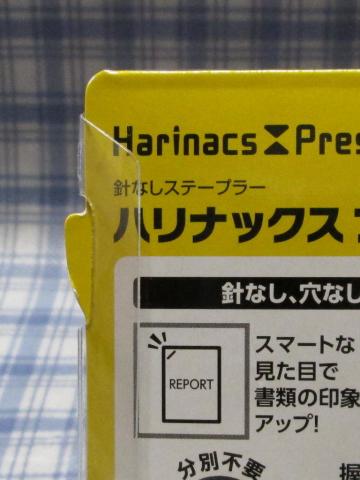 Harinacs Pres
針なしステープラー
ハリナックス
針なし、穴なし
REPORT
スマートな
見た目で
書類の印象
アップ!
分別不要
握